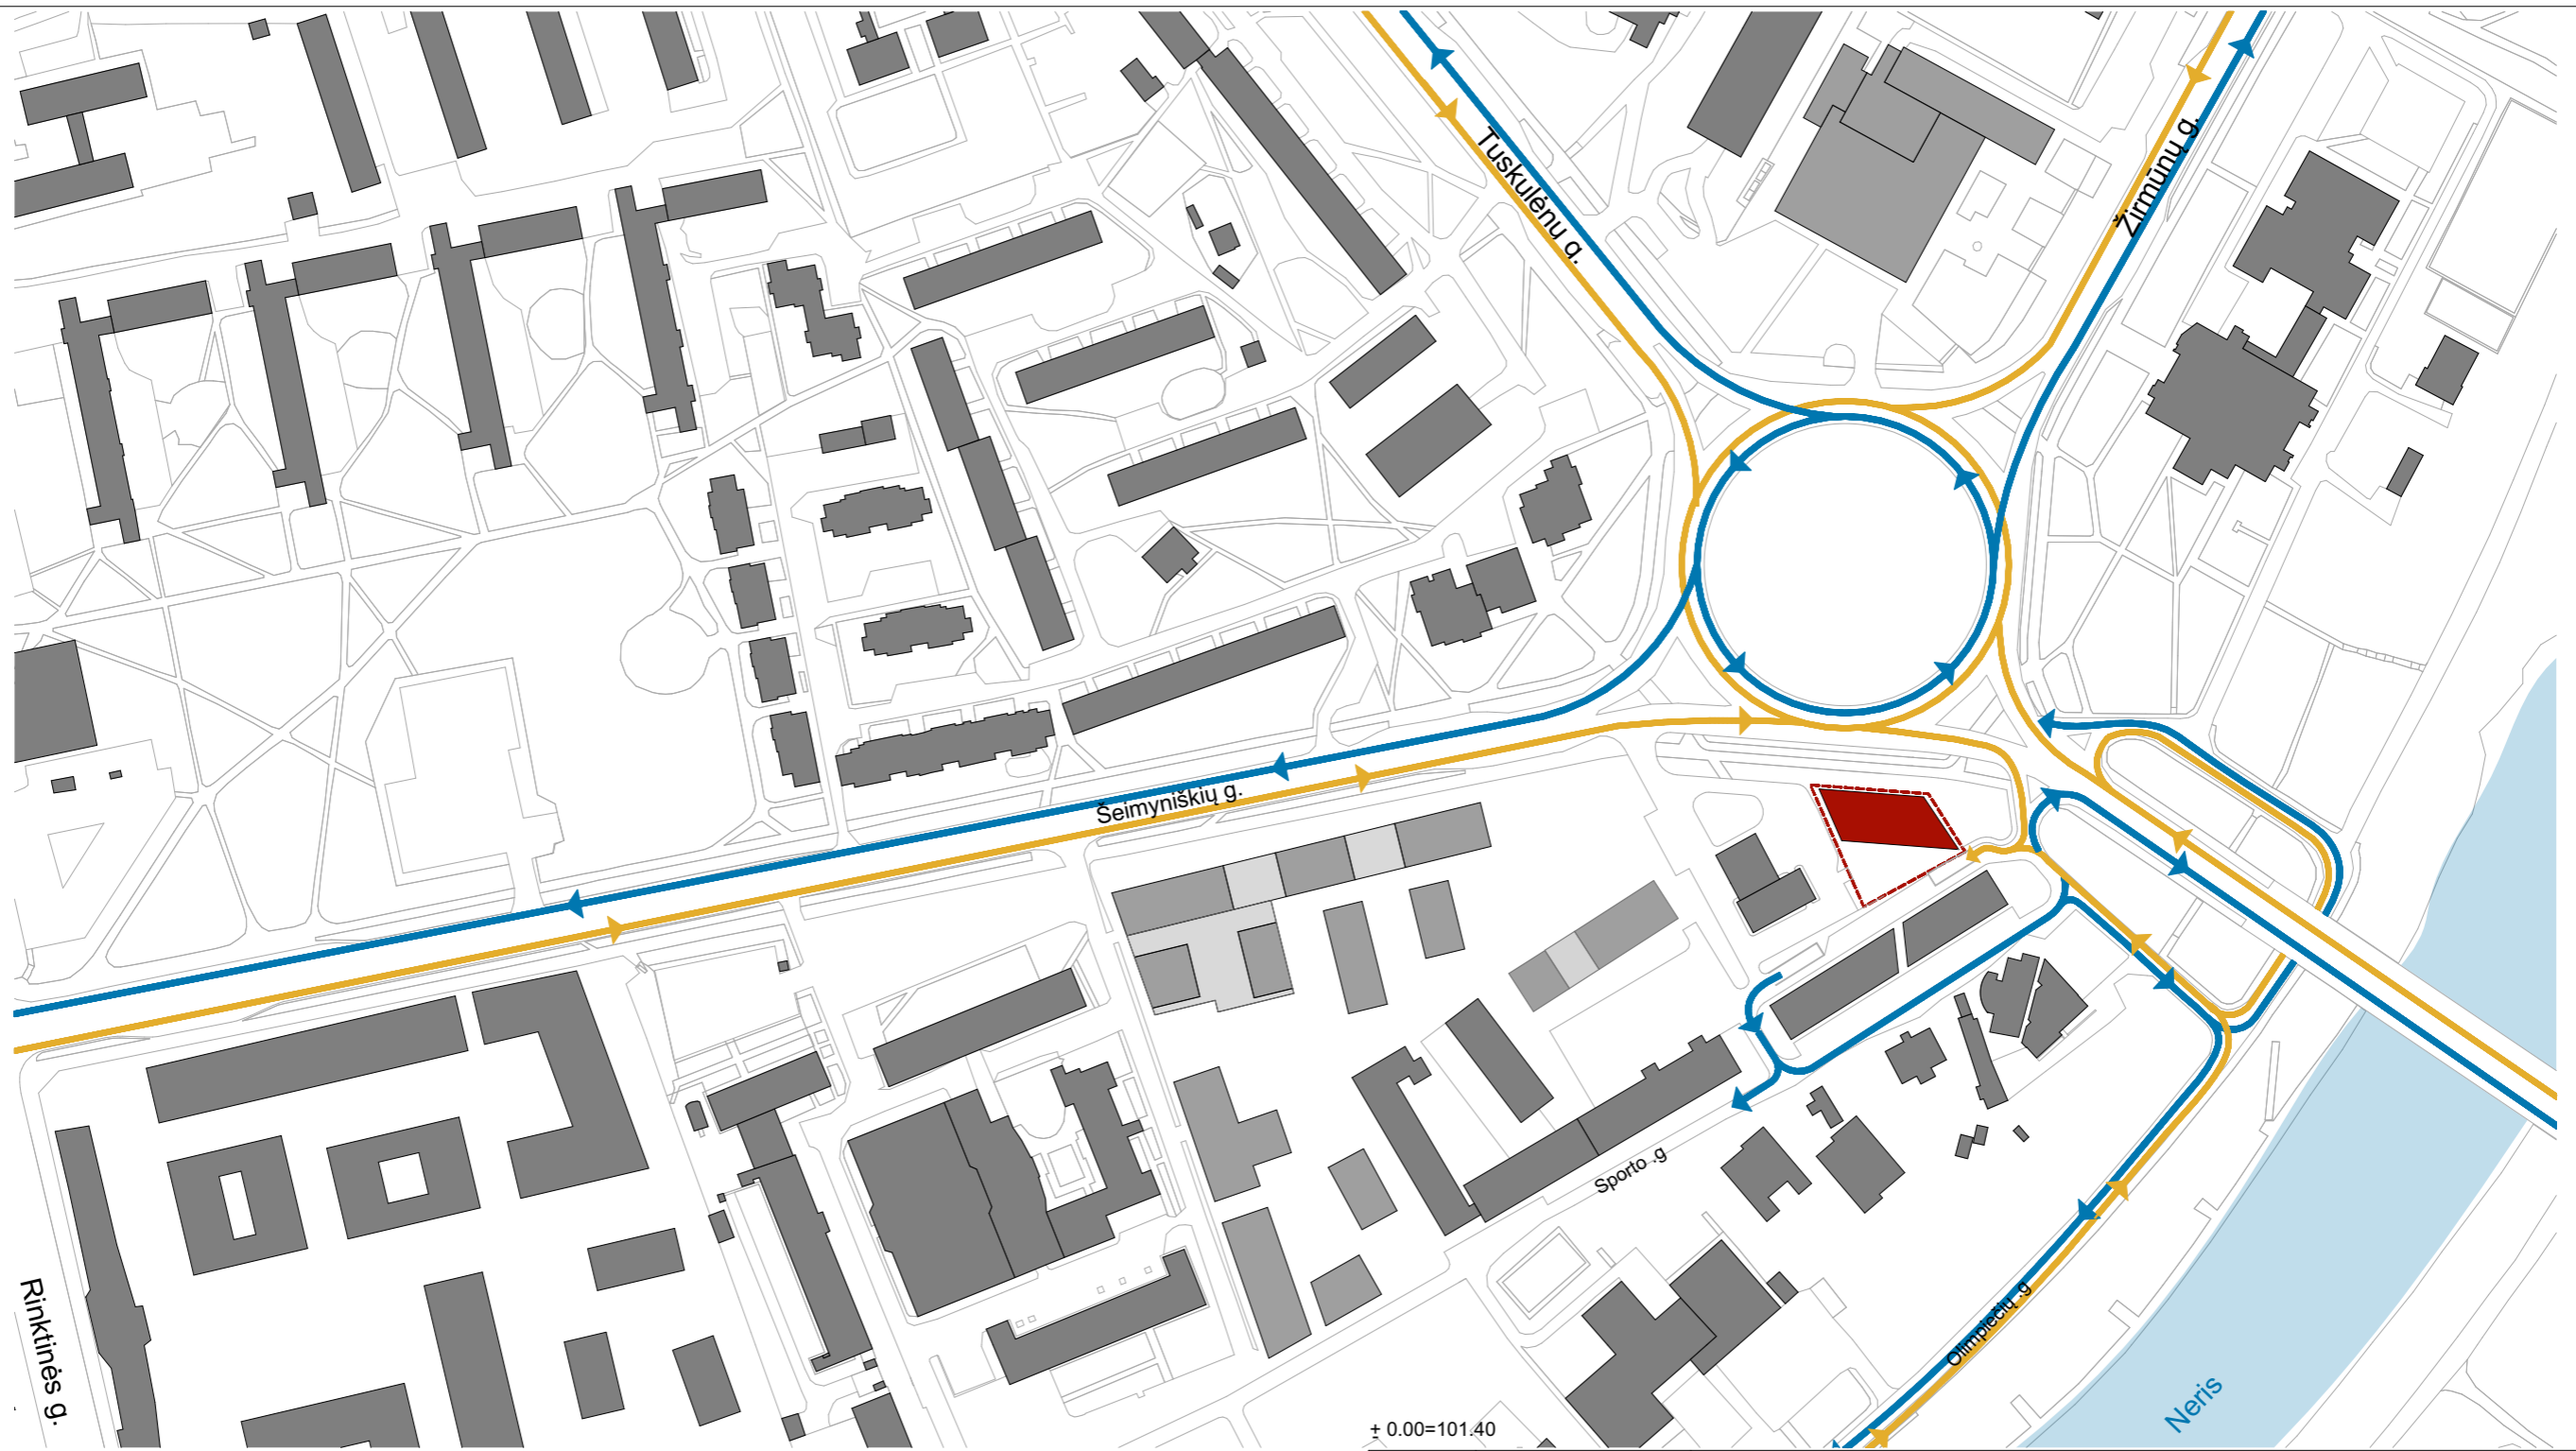 Tuskulėnų g.
Žirmūnų g.
Šeimyniškių g.
Sporto .g
Olimpiečių .g
Rinktinės g.
Neris
± 0.00=101.40